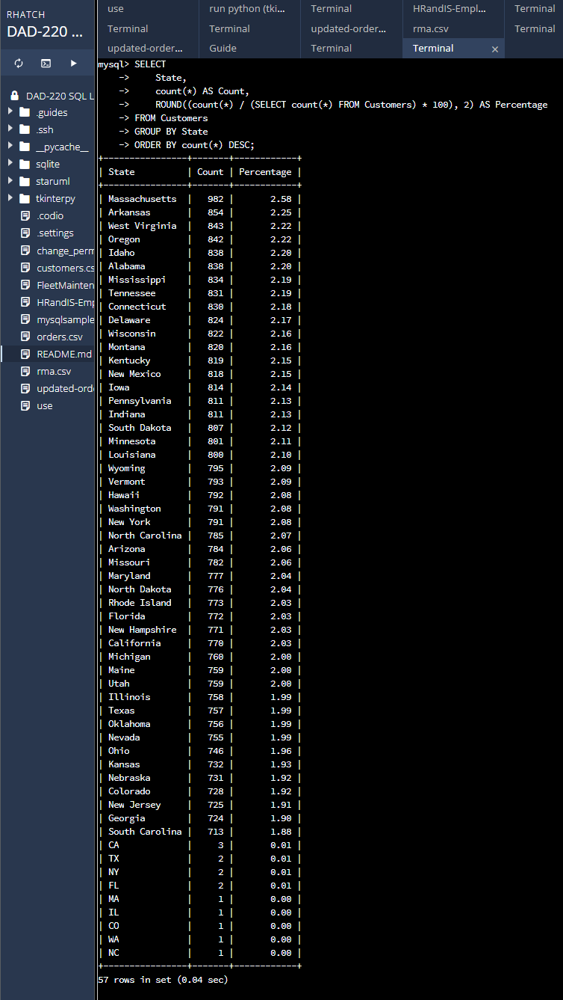 RHATCH
DAD-220 ...
use
run python (tki...
Terminal
HRandIS-Empl...
Terminal
Terminal
Terminal
updated-order...
rma.csv
Terminal
updated-order...
Guide
Terminal
Terminal ×
DAD-220 SQL L
.guides
.ssh
__pycache__
sqlite
staruml
tkinterpy
.codio
.settings
change_perm
customers.cs
FleetMainten
HRandIS-Emp
mysqlsample
orders.csv
README.md
rma.csv
updated-orde
use
mysql> SELECT
    ->     State,
    ->     count(*) AS Count,
    ->     ROUND((count(*) / (SELECT count(*) FROM Customers) * 100), 2) AS Percentage
    -> FROM Customers
    -> GROUP BY State
    -> ORDER BY count(*) DESC;
+----------------+-------+------------+
| State          | Count | Percentage |
+----------------+-------+------------+
| Massachusetts  |   982 |       2.58 |
| Arkansas       |   854 |       2.25 |
| West Virginia  |   843 |       2.22 |
| Oregon         |   842 |       2.22 |
| Idaho          |   838 |       2.20 |
| Alabama        |   838 |       2.20 |
| Mississippi    |   834 |       2.19 |
| Tennessee      |   831 |       2.19 |
| Connecticut    |   830 |       2.18 |
| Delaware       |   824 |       2.17 |
| Wisconsin      |   822 |       2.16 |
| Montana        |   820 |       2.16 |
| Kentucky       |   819 |       2.15 |
| New Mexico     |   818 |       2.15 |
| Iowa           |   814 |       2.14 |
| Pennsylvania   |   811 |       2.13 |
| Indiana        |   811 |       2.13 |
| South Dakota   |   807 |       2.12 |
| Minnesota      |   801 |       2.11 |
| Louisiana      |   800 |       2.10 |
| Wyoming        |   795 |       2.09 |
| Vermont        |   793 |       2.09 |
| Hawaii         |   792 |       2.08 |
| Washington     |   791 |       2.08 |
| New York       |   791 |       2.08 |
| North Carolina |   785 |       2.07 |
| Arizona        |   784 |       2.06 |
| Missouri       |   782 |       2.06 |
| Maryland       |   777 |       2.04 |
| North Dakota   |   776 |       2.04 |
| Rhode Island   |   773 |       2.03 |
| Florida        |   772 |       2.03 |
| New Hampshire  |   771 |       2.03 |
| California     |   770 |       2.03 |
| Michigan       |   760 |       2.00 |
| Maine          |   759 |       2.00 |
| Utah           |   759 |       2.00 |
| Illinois       |   758 |       1.99 |
| Texas          |   757 |       1.99 |
| Oklahoma       |   756 |       1.99 |
| Nevada         |   755 |       1.99 |
| Ohio           |   746 |       1.96 |
| Kansas         |   732 |       1.93 |
| Nebraska       |   731 |       1.92 |
| Colorado       |   728 |       1.92 |
| New Jersey     |   725 |       1.91 |
| Georgia        |   724 |       1.90 |
| South Carolina |   713 |       1.88 |
| CA             |     3 |       0.01 |
| TX             |     2 |       0.01 |
| NY             |     2 |       0.01 |
| FL             |     2 |       0.01 |
| MA             |     1 |       0.00 |
| IL             |     1 |       0.00 |
| CO             |     1 |       0.00 |
| WA             |     1 |       0.00 |
| NC             |     1 |       0.00 |
+----------------+-------+------------+
57 rows in set (0.04 sec)